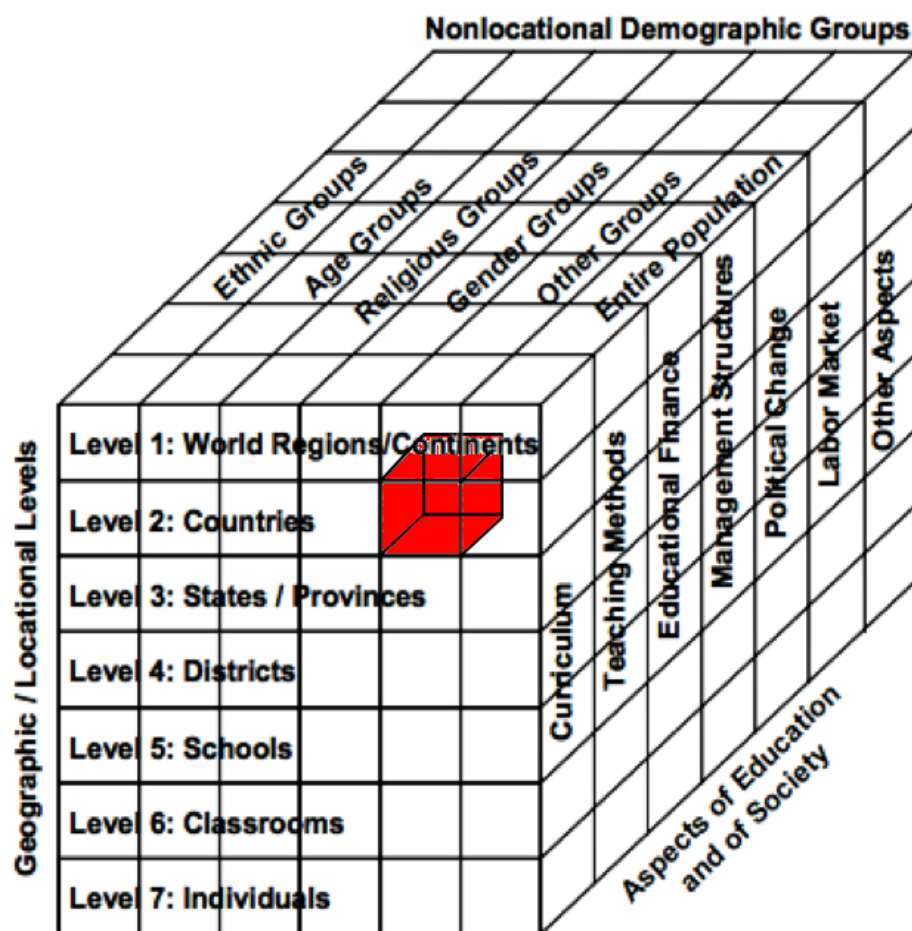 Nonlocational Demographic Groups
Ethnic Groups
Age Groups
Religious Groups
Gender Groups
Other Groups
Entire Population
Geographic / Locational Levels
Level 1: World Regions/Continents
Level 2: Countries
Level 3: States / Provinces
Level 4: Districts
Level 5: Schools
Level 6: Classrooms
Level 7: Individuals
Curriculum
Teaching Methods
Educational Finance
Management Structures
Political Change
Labor Market
Other Aspects
Aspects of Education
and of Society